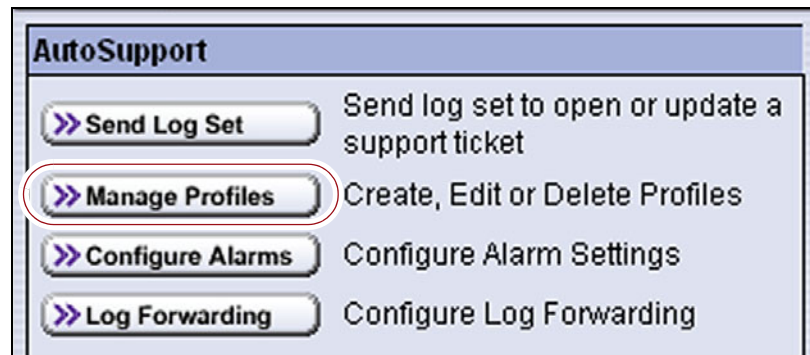 AutoSupport
Send Log Set
Send log set to open or update a
support ticket
Manage Profiles
Create, Edit or Delete Profiles
Configure Alarms
Configure Alarm Settings
Log Forwarding
Configure Log Forwarding